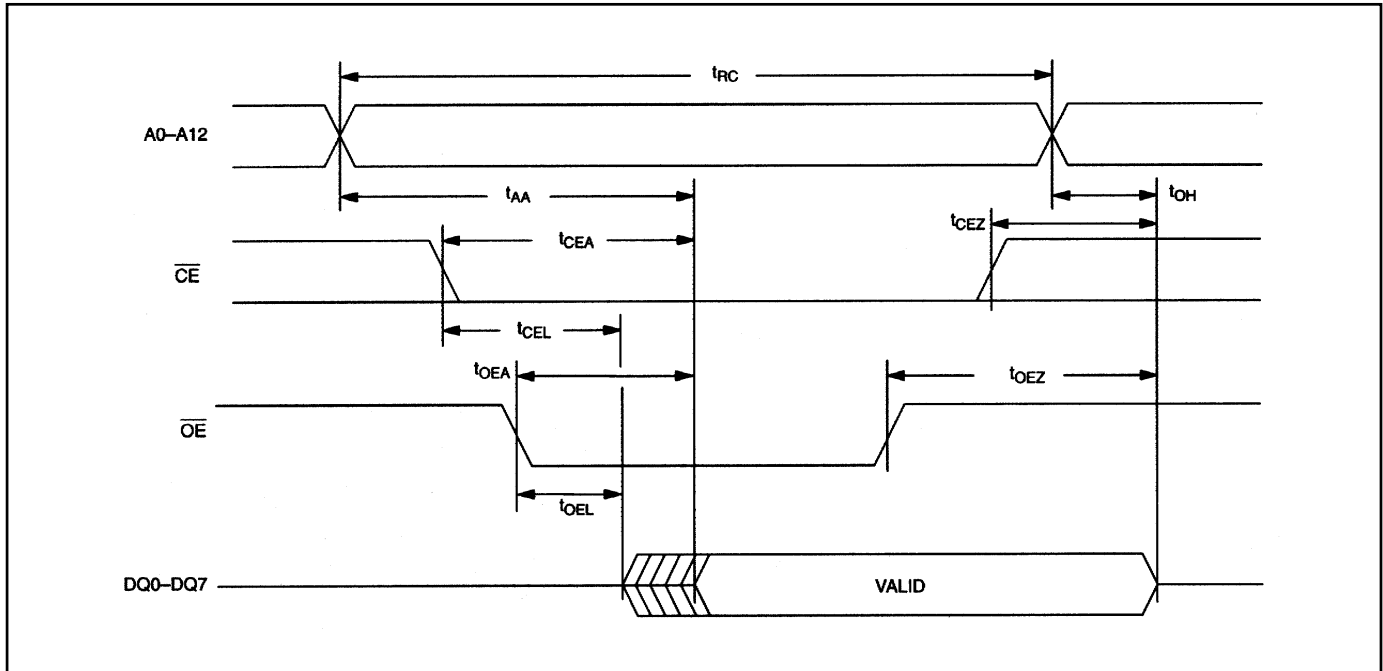 tRC
A0–A12
tAA
tOH
tCEZ
tCEA
CE
tCEL
tOEA
tOEZ
OE
tOEL
DQ0–DQ7
VALID